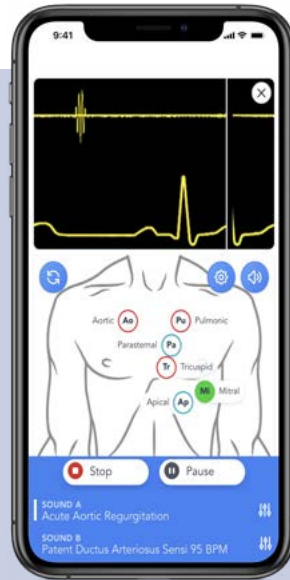 9:41
Aortic Ao Pu Pulmonic
Parasternal Pa
Tr Tricuspid
Mi Mitral
Apical Ap
Stop Pause
SOUND A
Acute Aortic Regurgitation
SOUND B
Patent Ductus Arteriosus Sensi 95 BPM